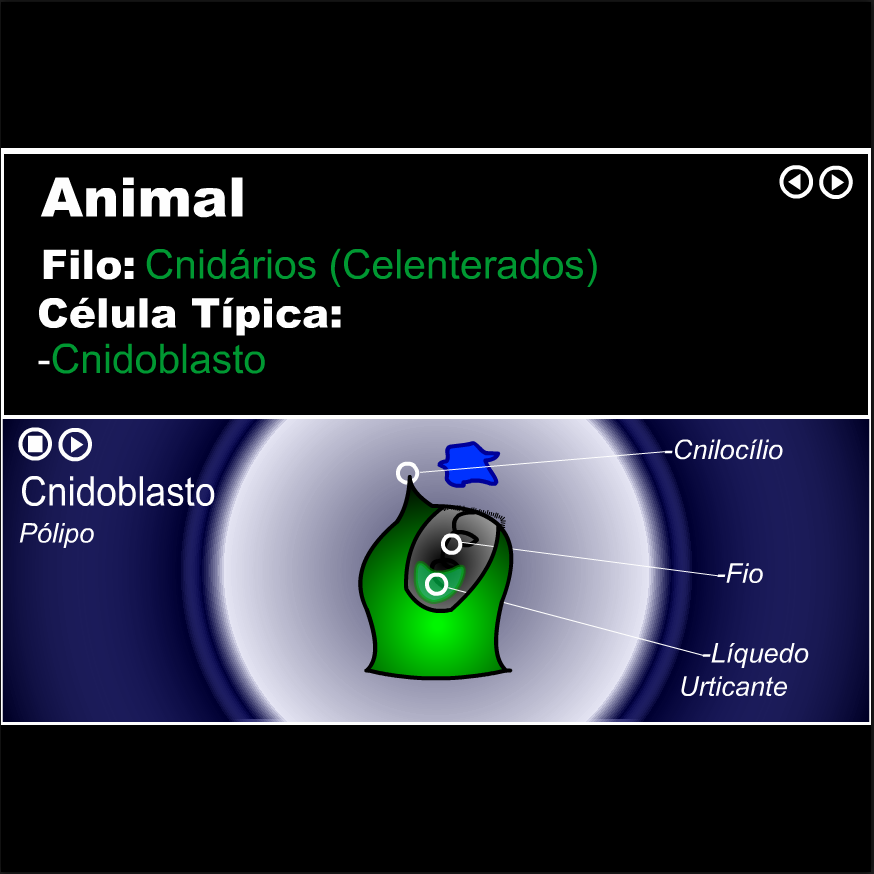 Animal
Filo: Cnidários (Celenterados)
Célula Típica:
-Cnidoblasto
Cnidoblasto
Pólipo
-Cnilocílio
-Fio
-Líquedo
Urticante